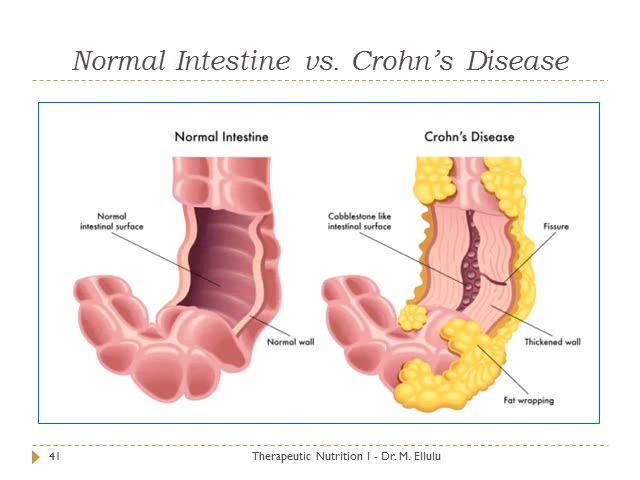 Normal Intestine vs. Crohn's Disease
Normal Intestine
Normal
intestinal surface
Normal wall
Crohn's Disease
Cobblestone like
intestinal surface
Fissure
Thickened wall
Fat wrapping
41
Therapeutic Nutrition I - Dr. M. Ellulu